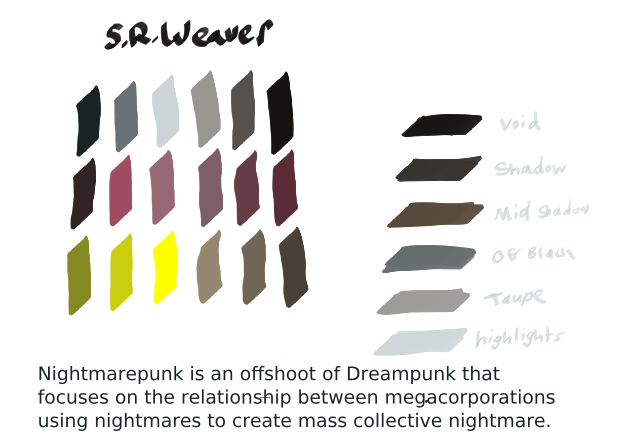 S.R.Weaver
Void
Shadow
Mid Shadow
Off Black
Taupe
highlights
Nightmarepunk is an offshoot of Dreampunk that
focuses on the relationship between megacorporations
using nightmares to create mass collective nightmare.